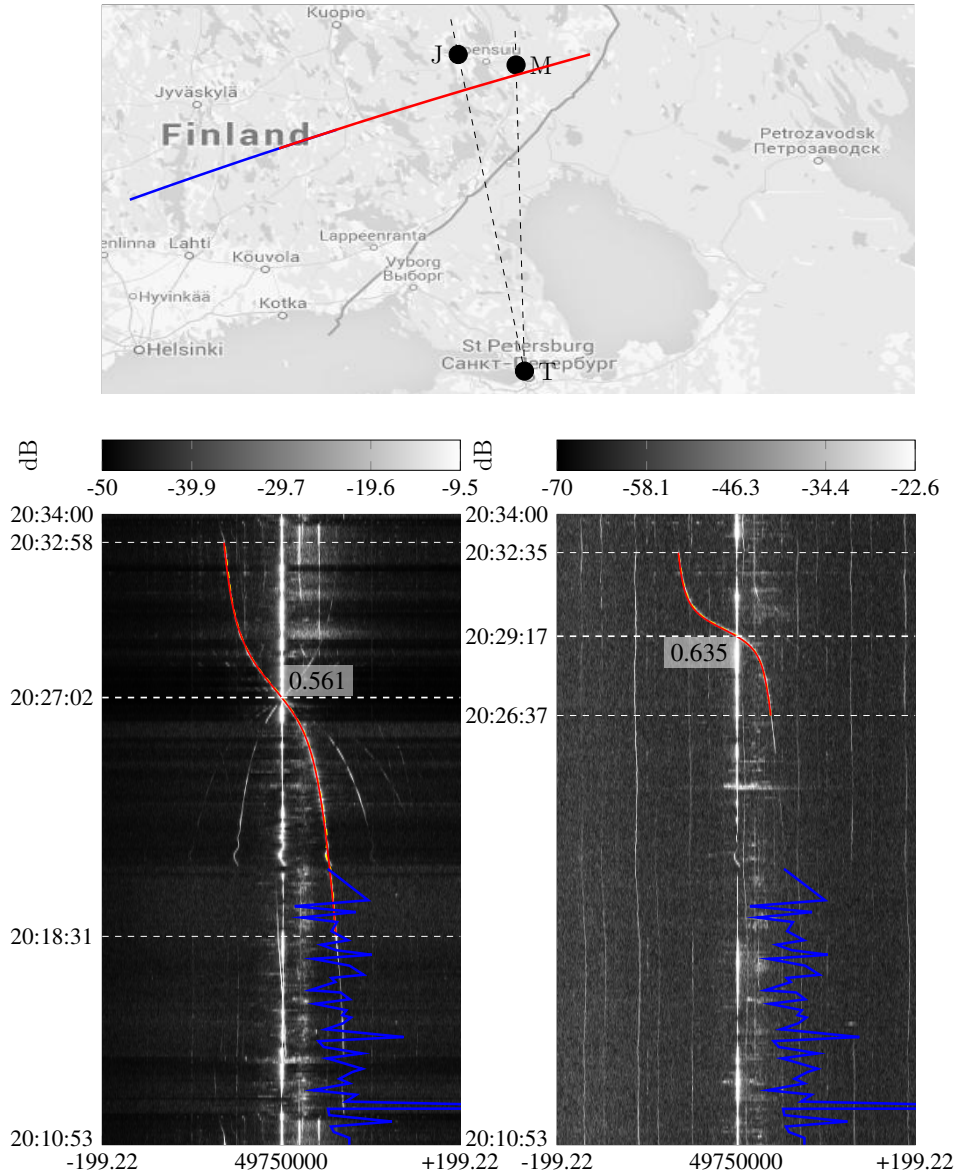 Kuopio
J
ensuu
M
Jyväskylä
Finland
Petrozavodsk
Петрозаводск
Lappeenranta
enlinna
Lahti
Kouvola
Vyborg
Выборг
Hyvinkää
Kotka
Helsinki
St Petersburg
Санкт-Петербург
T
dB
dB
-50 -39.9 -29.7 -19.6 -9.5
-70 -58.1 -46.3 -34.4 -22.6
20:34:00
20:32:58
0.561
20:27:02
20:18:31
20:10:53
-199.22 49750000 +199.22
20:34:00
20:32:35
20:29:17
0.635
20:26:37
20:10:53
-199.22 49750000 +199.22